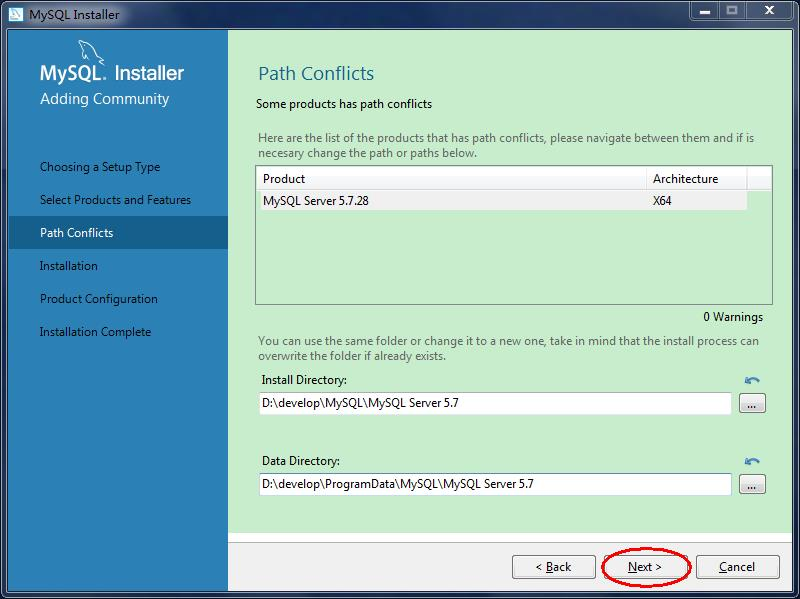 MySQL Installer
MySQL. Installer
Adding Community
Choosing a Setup Type
Select Products and Features
Path Conflicts
Installation
Product Configuration
Installation Complete
Path Conflicts
Some products has path conflicts
Here are the list of the products that has path conflicts, please navigate between them and if is
necesary change the path or paths below.
Product Architecture
MySQL Server 5.7.28 X64
0 Warnings
You can use the same folder or change it to a new one, take in mind that the install process can
overwrite the folder if already exists.
Install Directory:
D:\develop\MySQL\MySQL Server 5.7
...
Data Directory:
D:\develop\ProgramData\MySQL\MySQL Server 5.7
...
< Back Next > Cancel